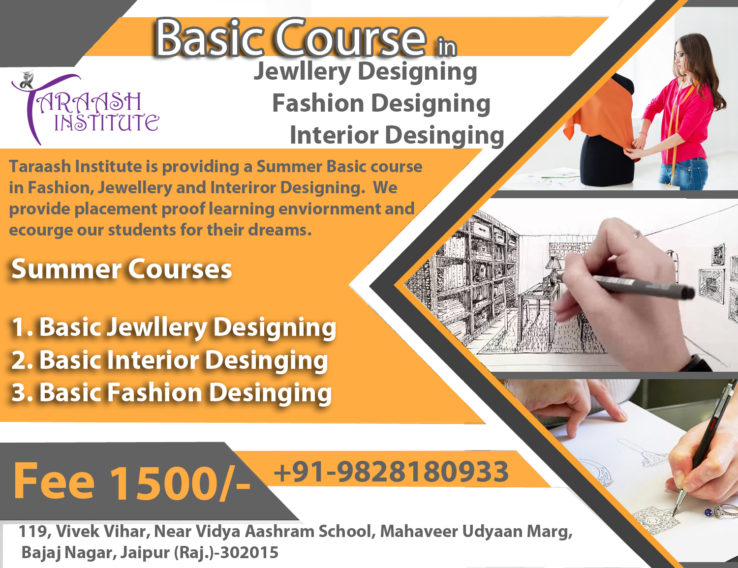 Basic Course in
Jewllery Designing
Fashion Designing
Interior Desinging
TARAASH
INSTITUTE
Taraash Institute is providing a Summer Basic course
in Fashion, Jewellery and Interiror Designing. We
provide placement proof learning enviornment and
ecourge our students for their dreams.
Summer Courses
1. Basic Jewllery Designing
2. Basic Interior Desinging
3. Basic Fashion Desinging
Fee 1500/-
+91-9828180933
119, Vivek Vihar, Near Vidya Aashram School, Mahaveer Udyaan Marg,
Bajaj Nagar, Jaipur (Raj.)-302015